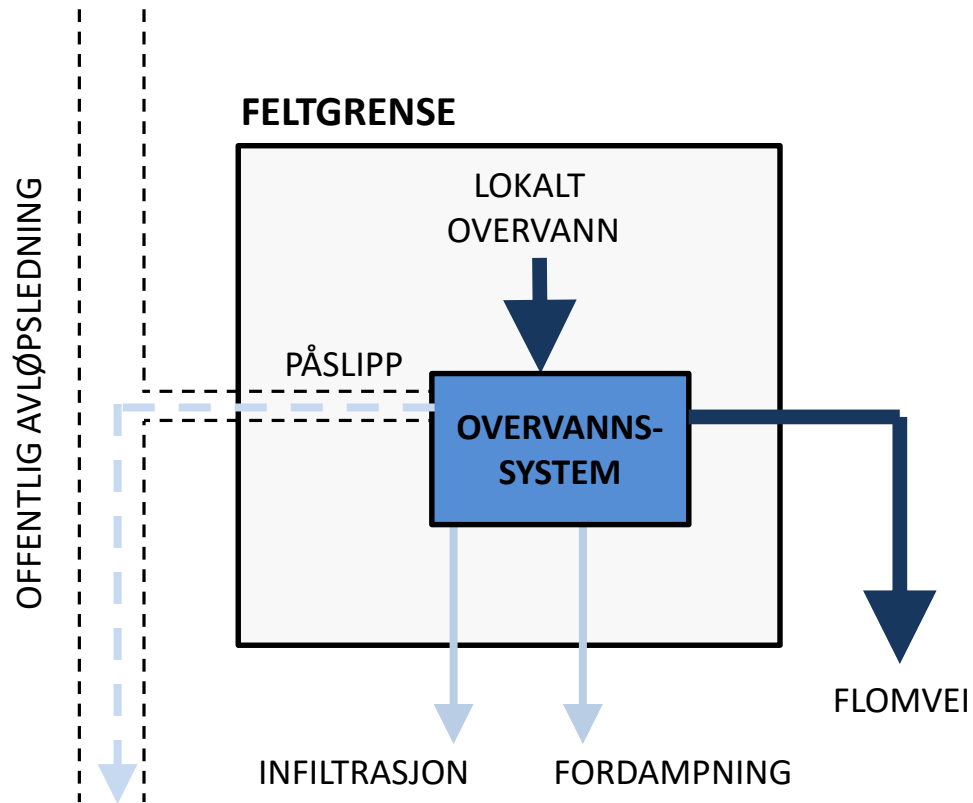 FELTGRENSE
LOKALT
OVERVANN
OFFENTLIG AVLØPSLEDNING
PÅSLIPP
OVERVANNS-
SYSTEM
FLOMVEI
INFILTRASJON
FORDAMPNING